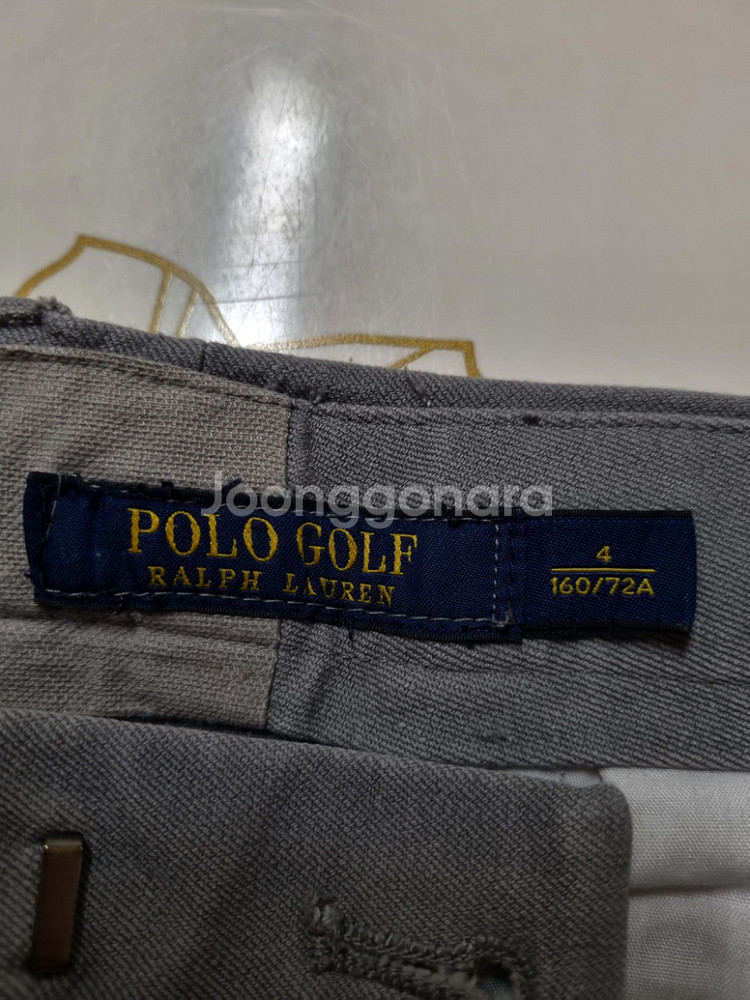 Joonggonara
POLO GOLF
RALPH LAUREN
4
160/72A